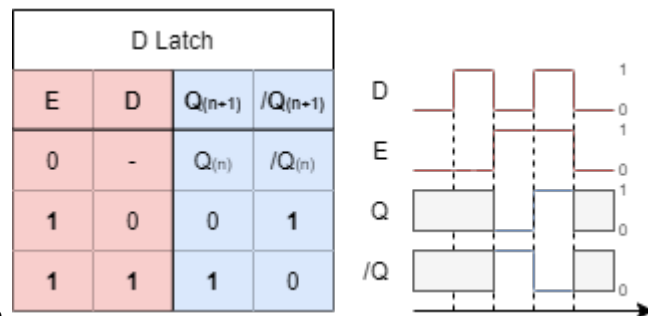 D Latch
E D Q(n+1) /Q(n+1)
0 - Q(n) /Q(n)
1 0 0 1
1 1 1 0
D 1
0
E 1
0
Q 1
0
/Q
0